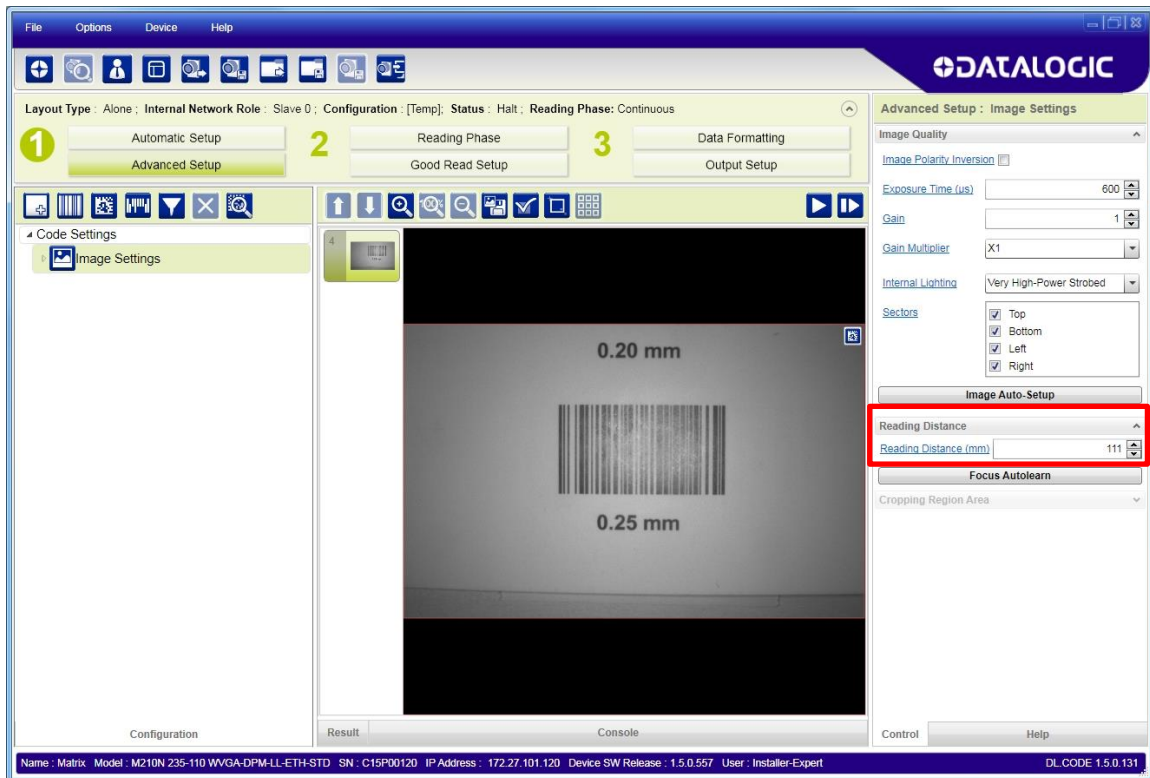 File Options Device Help
DATALOGIC
Layout Type : Alone ; Internal Network Role : Slave 0 ; Configuration : [Temp]; Status : Halt ; Reading Phase: Continuous
1 Automatic Setup 2 Reading Phase 3 Data Formatting
Advanced Setup Good Read Setup Output Setup
Code Settings
Image Settings
4
0.20 mm
0.25 mm
Configuration
Result Console
Advanced Setup : Image Settings
Image Quality
Image Polarity Inversion
Exposure Time (us) 600
Gain 1
Gain Multiplier X1
Internal Lighting Very High-Power Strobed
Sectors Top
Bottom
Left
Right
Image Auto-Setup
Reading Distance
Reading Distance (mm) 111
Focus Autolearn
Cropping Region Area
Control Help
Name : Matrix Model : M210N 235-110 WVGA-DPM-LL-ETH-STD SN : C15P00120 IP Address : 172.27.101.120 Device SW Release : 1.5.0.557 User : Installer-Expert DL.CODE 1.5.0.131